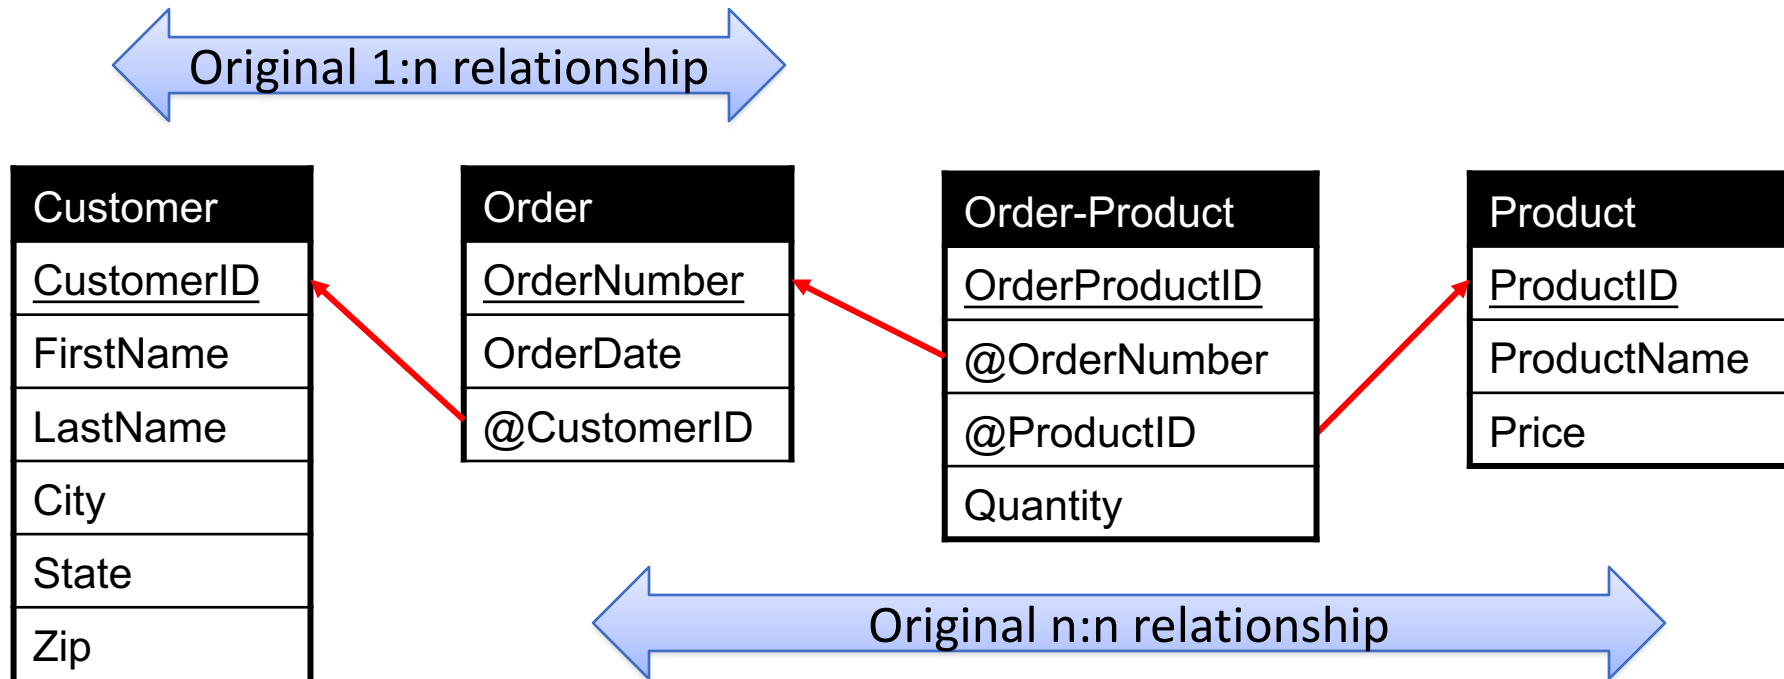 Original 1:n relationship
Customer
CustomerID
FirstName
LastName
City
State
Zip
Order
OrderNumber
OrderDate
@CustomerID
Order-Product
OrderProductID
@OrderNumber
@ProductID
Quantity
Product
ProductID
ProductName
Price
Original n:n relationship